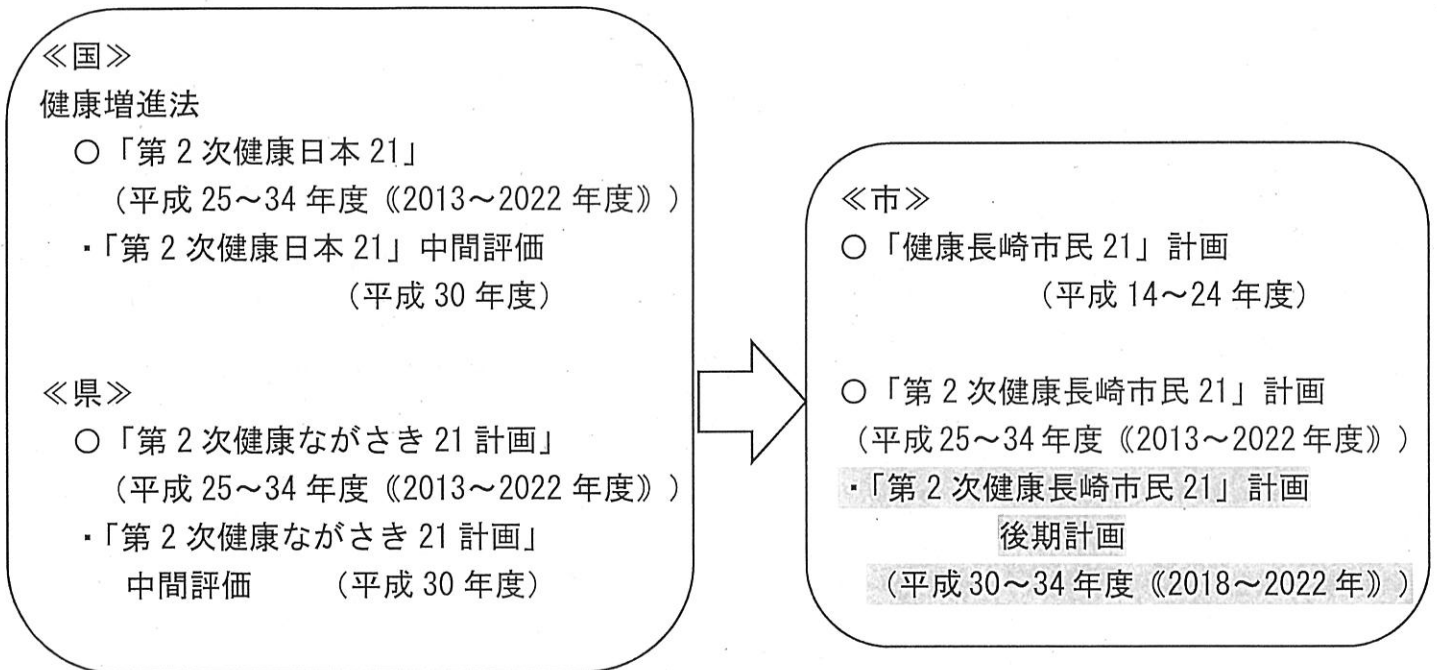 ≪国≫
健康増進法
○「第2次健康日本21」
（平成25～34年度《2013～2022年度》）
・「第2次健康日本21」中間評価
（平成30年度）
≪県≫
○「第2次健康ながさき21計画」
（平成25～34年度《2013～2022年度》）
・「第2次健康ながさき21計画」
中間評価　（平成30年度）
≪市≫
○「健康長崎市民21」計画
（平成14～24年度）
○「第2次健康長崎市民21」計画
（平成25～34年度《2013～2022年度》）
・「第2次健康長崎市民21」計画
後期計画
（平成30～34年度《2018～2022年》）